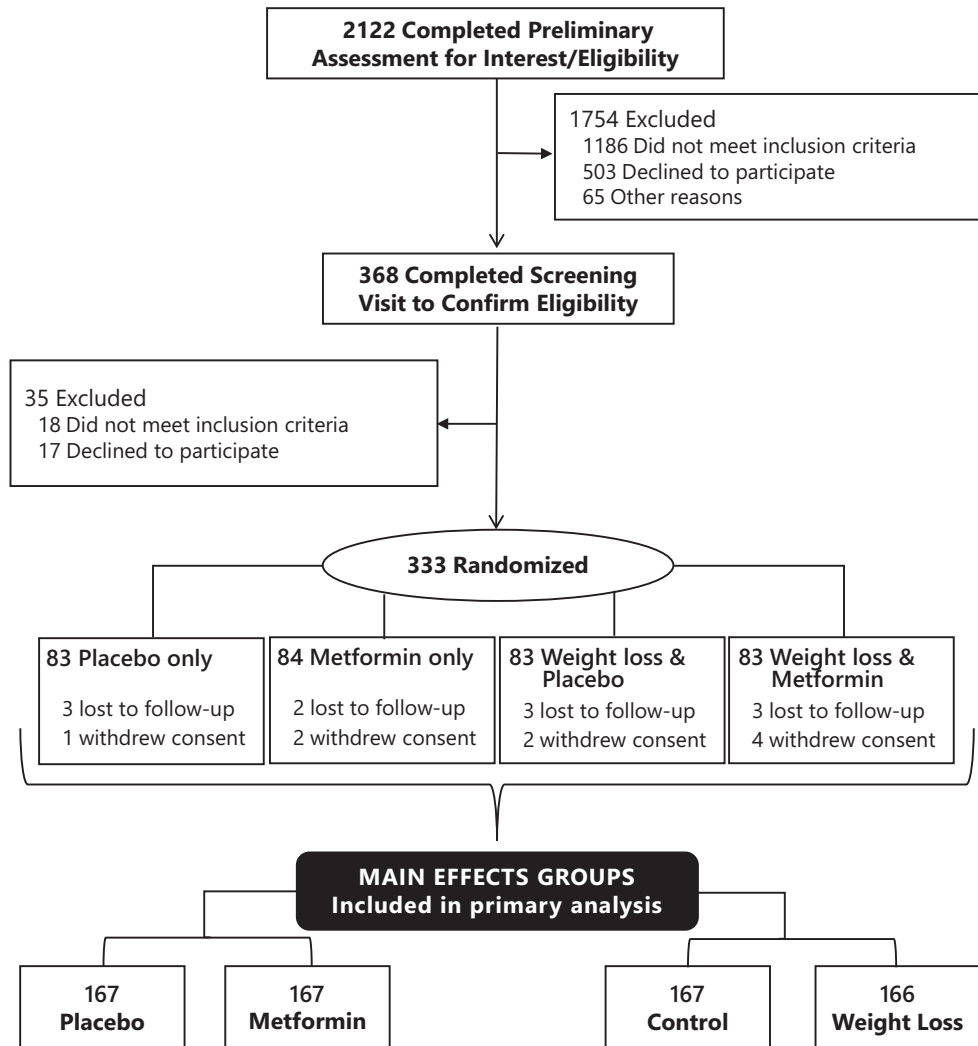 2122 Completed Preliminary
Assessment for Interest/Eligibility
1754 Excluded
1186 Did not meet inclusion criteria
503 Declined to participate
65 Other reasons
368 Completed Screening
Visit to Confirm Eligibility
35 Excluded
18 Did not meet inclusion criteria
17 Declined to participate
333 Randomized
83 Placebo only
3 lost to follow-up
1 withdrew consent
84 Metformin only
2 lost to follow-up
2 withdrew consent
83 Weight loss &
Placebo
3 lost to follow-up
2 withdrew consent
83 Weight loss &
Metformin
3 lost to follow-up
4 withdrew consent
MAIN EFFECTS GROUPS
Included in primary analysis
167
Placebo
167
Metformin
167
Control
166
Weight Loss